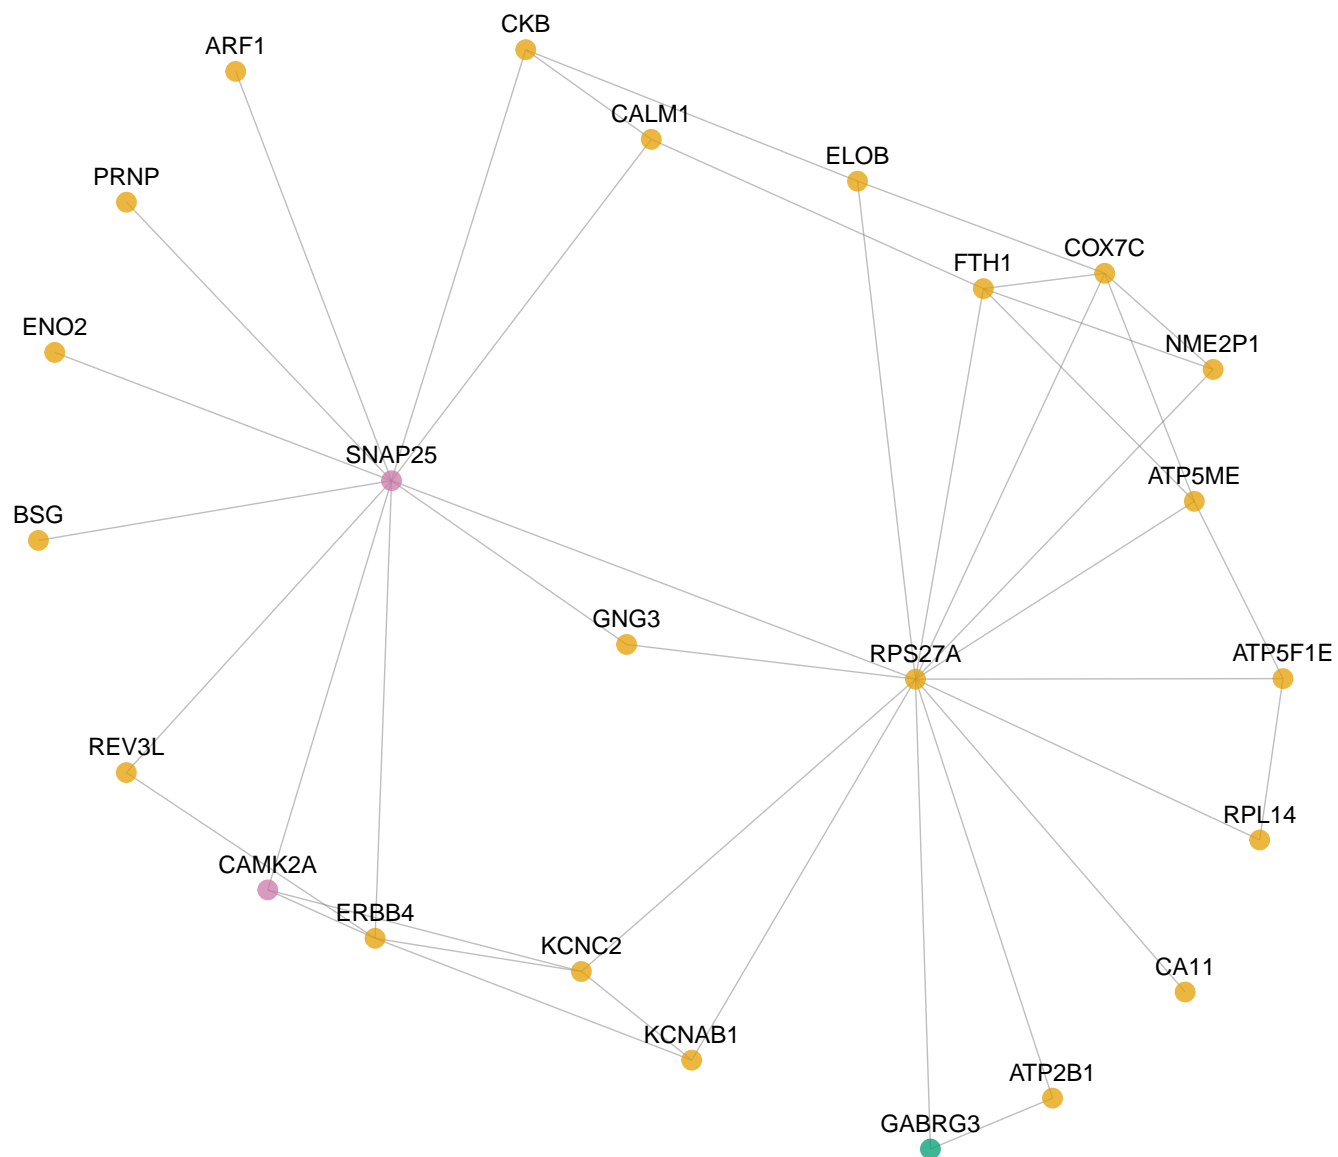 CKB
ARF1
CALM1
ELOB
PRNP
COX7C
FTH1
ENO2
NME2P1
SNAP25
ATP5ME
BSG
GNG3
RPS27A
ATP5F1E
REV3L
RPL14
CAMK2A
ERBB4
KCNC2
CA11
KCNAB1
ATP2B1
GABRG3